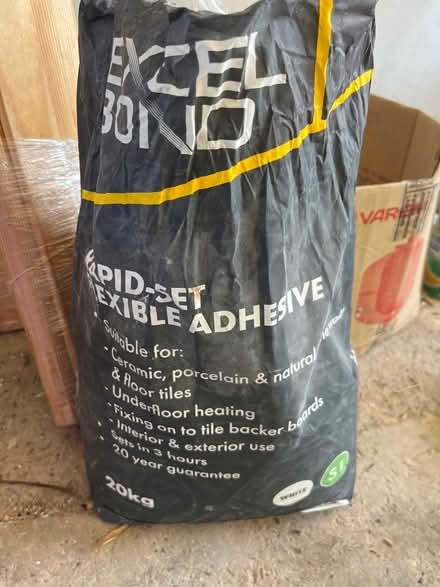 EXCEL
BOND
RAPID-SET
FLEXIBLE ADHESIVE
• Suitable for:
- Ceramic, porcelain & natural
& floor tiles
- Underfloor heating
- Fixing on to tile backer boards
- Interior & exterior use
• Sets in 3 hours
• 20 year guarantee
20kg
WHITE
S1